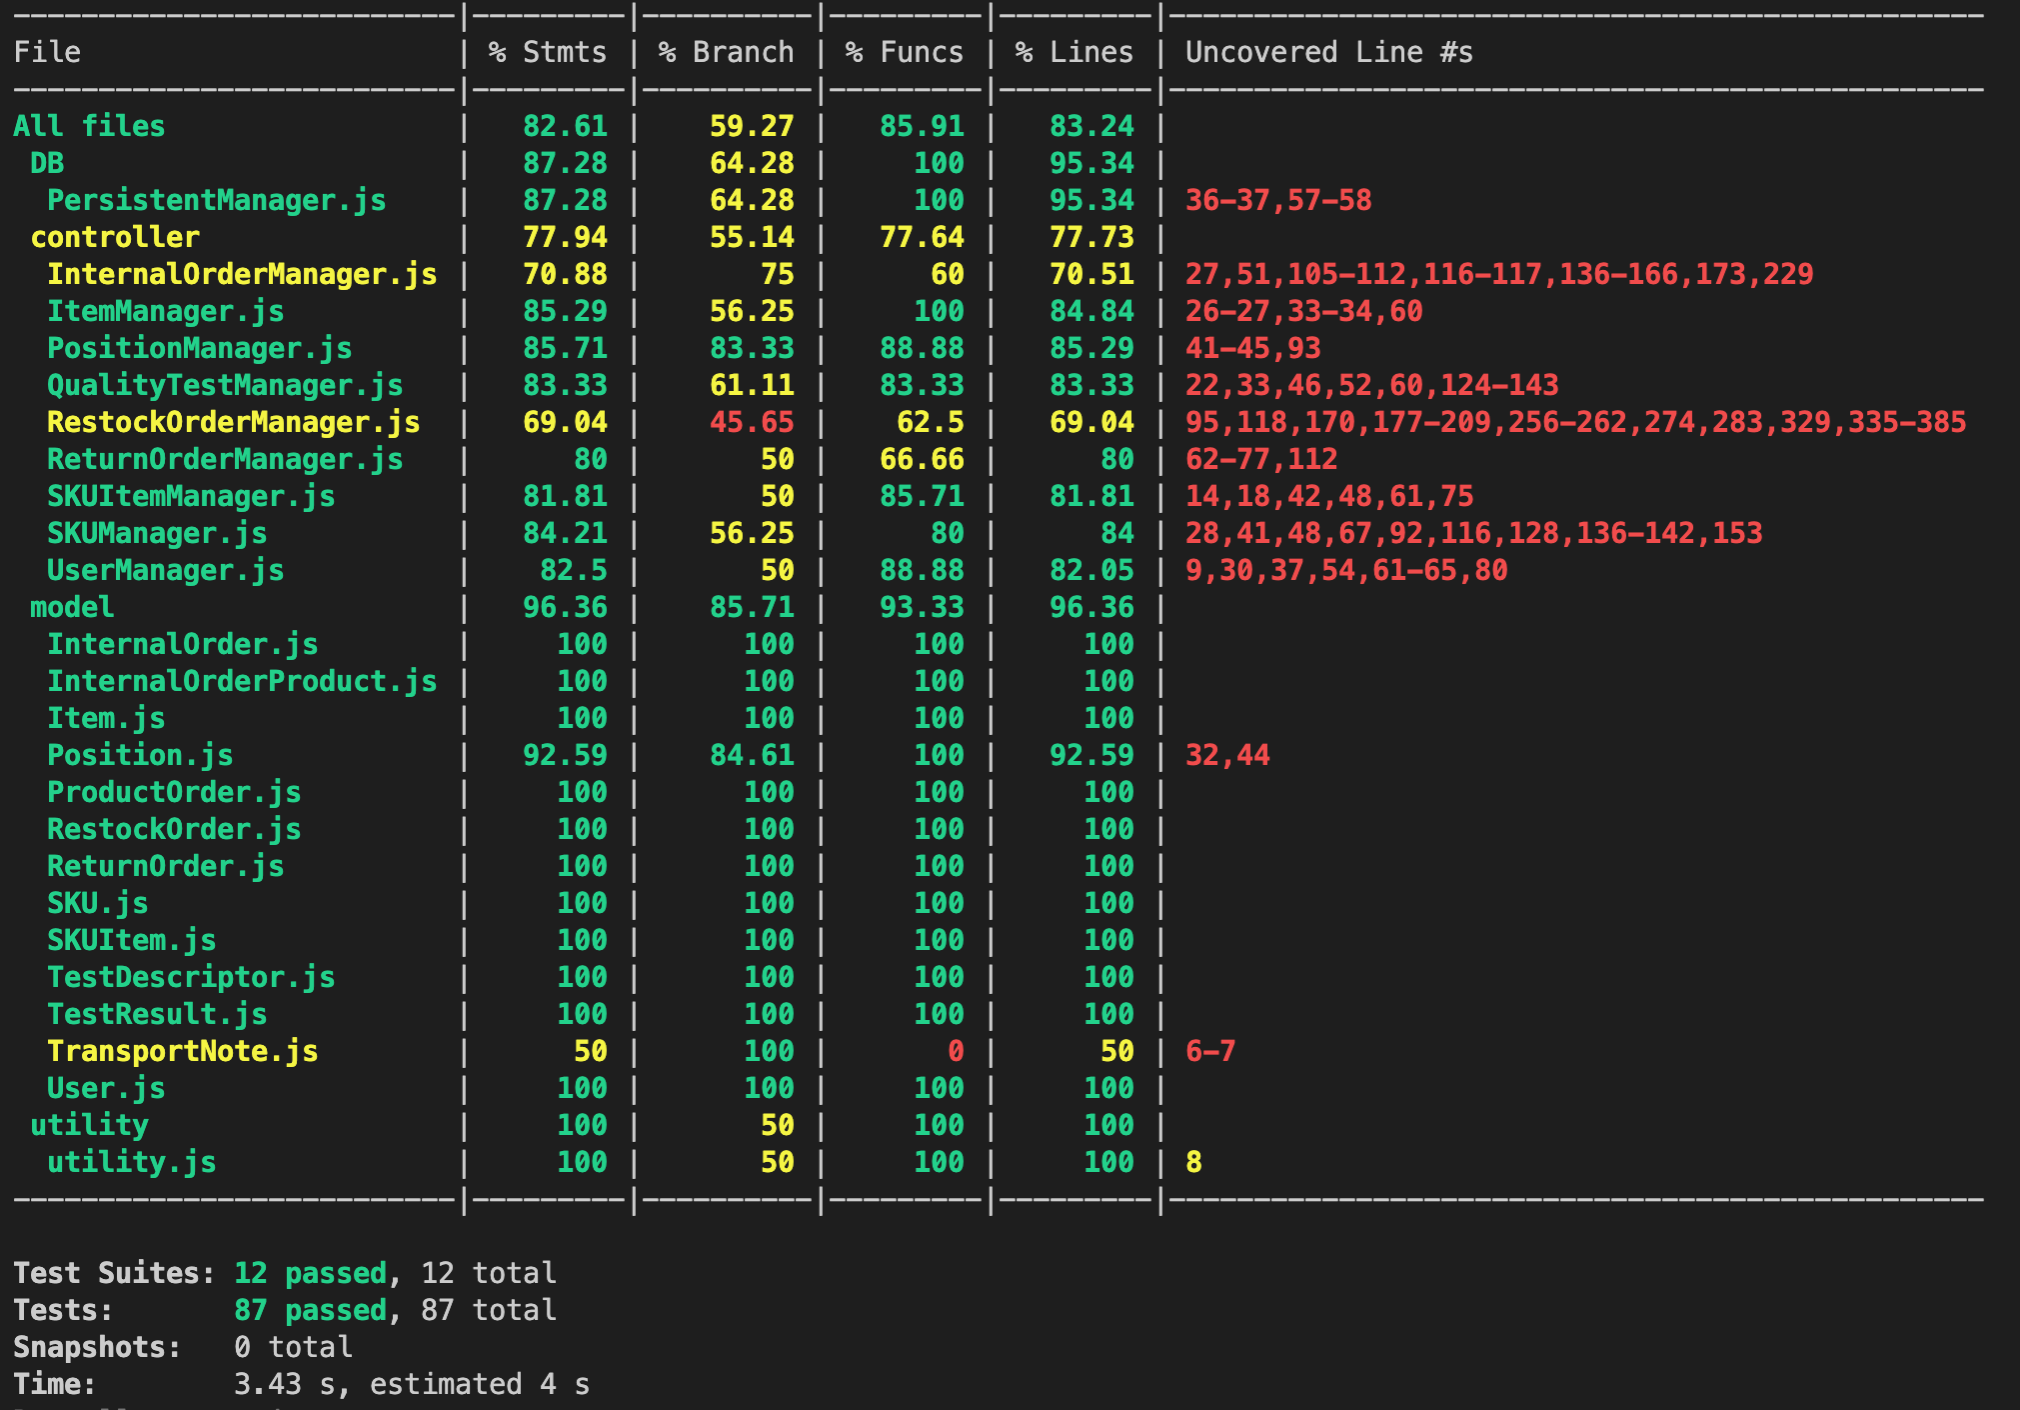 --------------------------|---------|----------|---------|---------|------------------------------------------------
File                      | % Stmts | % Branch | % Funcs | % Lines | Uncovered Line #s
--------------------------|---------|----------|---------|---------|------------------------------------------------
All files                 |   82.61 |    59.27 |   85.91 |   83.24 |
 DB                       |   87.28 |    64.28 |     100 |   95.34 |
  PersistentManager.js    |   87.28 |    64.28 |     100 |   95.34 | 36-37,57-58
 controller               |   77.94 |    55.14 |   77.64 |   77.73 |
  InternalOrderManager.js |   70.88 |       75 |      60 |   70.51 | 27,51,105-112,116-117,136-166,173,229
  ItemManager.js          |   85.29 |    56.25 |     100 |   84.84 | 26-27,33-34,60
  PositionManager.js      |   85.71 |    83.33 |   88.88 |   85.29 | 41-45,93
  QualityTestManager.js   |   83.33 |    61.11 |   83.33 |   83.33 | 22,33,46,52,60,124-143
  RestockOrderManager.js  |   69.04 |    45.65 |    62.5 |   69.04 | 95,118,170,177-209,256-262,274,283,329,335-385
  ReturnOrderManager.js   |      80 |       50 |   66.66 |      80 | 62-77,112
  SKUItemManager.js       |   81.81 |       50 |   85.71 |   81.81 | 14,18,42,48,61,75
  SKUManager.js           |   84.21 |    56.25 |      80 |      84 | 28,41,48,67,92,116,128,136-142,153
  UserManager.js          |    82.5 |       50 |   88.88 |   82.05 | 9,30,37,54,61-65,80
 model                    |   96.36 |    85.71 |   93.33 |   96.36 |
  InternalOrder.js        |     100 |      100 |     100 |     100 |
  InternalOrderProduct.js |     100 |      100 |     100 |     100 |
  Item.js                 |     100 |      100 |     100 |     100 |
  Position.js             |   92.59 |    84.61 |     100 |   92.59 | 32,44
  ProductOrder.js         |     100 |      100 |     100 |     100 |
  RestockOrder.js         |     100 |      100 |     100 |     100 |
  ReturnOrder.js          |     100 |      100 |     100 |     100 |
  SKU.js                  |     100 |      100 |     100 |     100 |
  SKUItem.js              |     100 |      100 |     100 |     100 |
  TestDescriptor.js       |     100 |      100 |     100 |     100 |
  TestResult.js           |     100 |      100 |     100 |     100 |
  TransportNote.js        |      50 |      100 |       0 |      50 | 6-7
  User.js                 |     100 |      100 |     100 |     100 |
 utility                  |     100 |       50 |     100 |     100 |
  utility.js              |     100 |       50 |     100 |     100 | 8
--------------------------|---------|----------|---------|---------|------------------------------------------------
Test Suites: 12 passed, 12 total
Tests:       87 passed, 87 total
Snapshots:   0 total
Time:        3.43 s, estimated 4 s